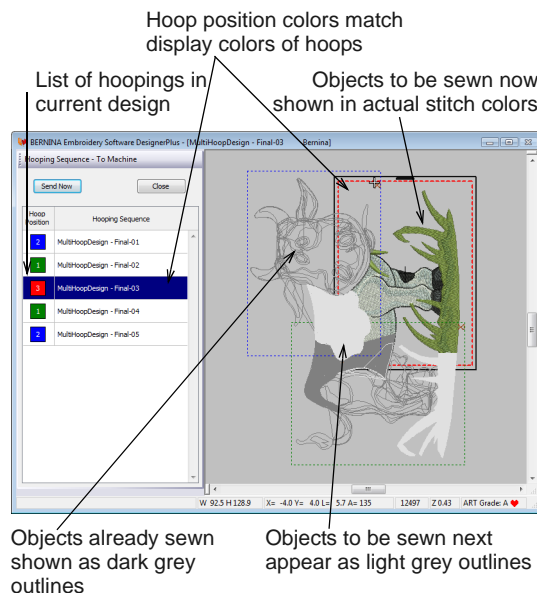 Hoop position colors match
display colors of hoops
List of hoopings in
current design
Objects to be sewn now
shown in actual stitch colors
BERNINA Embroidery Software DesignerPlus - [MultiHoopDesign - Final-03 Bernina]
Hooping Sequence - To Machine
Send Now
Close
Hoop
Position
Hooping Sequence
2 MultiHoopDesign - Final-01
1 MultiHoopDesign - Final-02
3 MultiHoopDesign - Final-03
1 MultiHoopDesign - Final-04
2 MultiHoopDesign - Final-05
W 92.5 H 128.9 X= -4.0 Y= 4.0 L= 5.7 A= 135 12497 Z 0.43 ART Grade: A
Objects already sewn
shown as dark grey
outlines
Objects to be sewn next
appear as light grey outlines